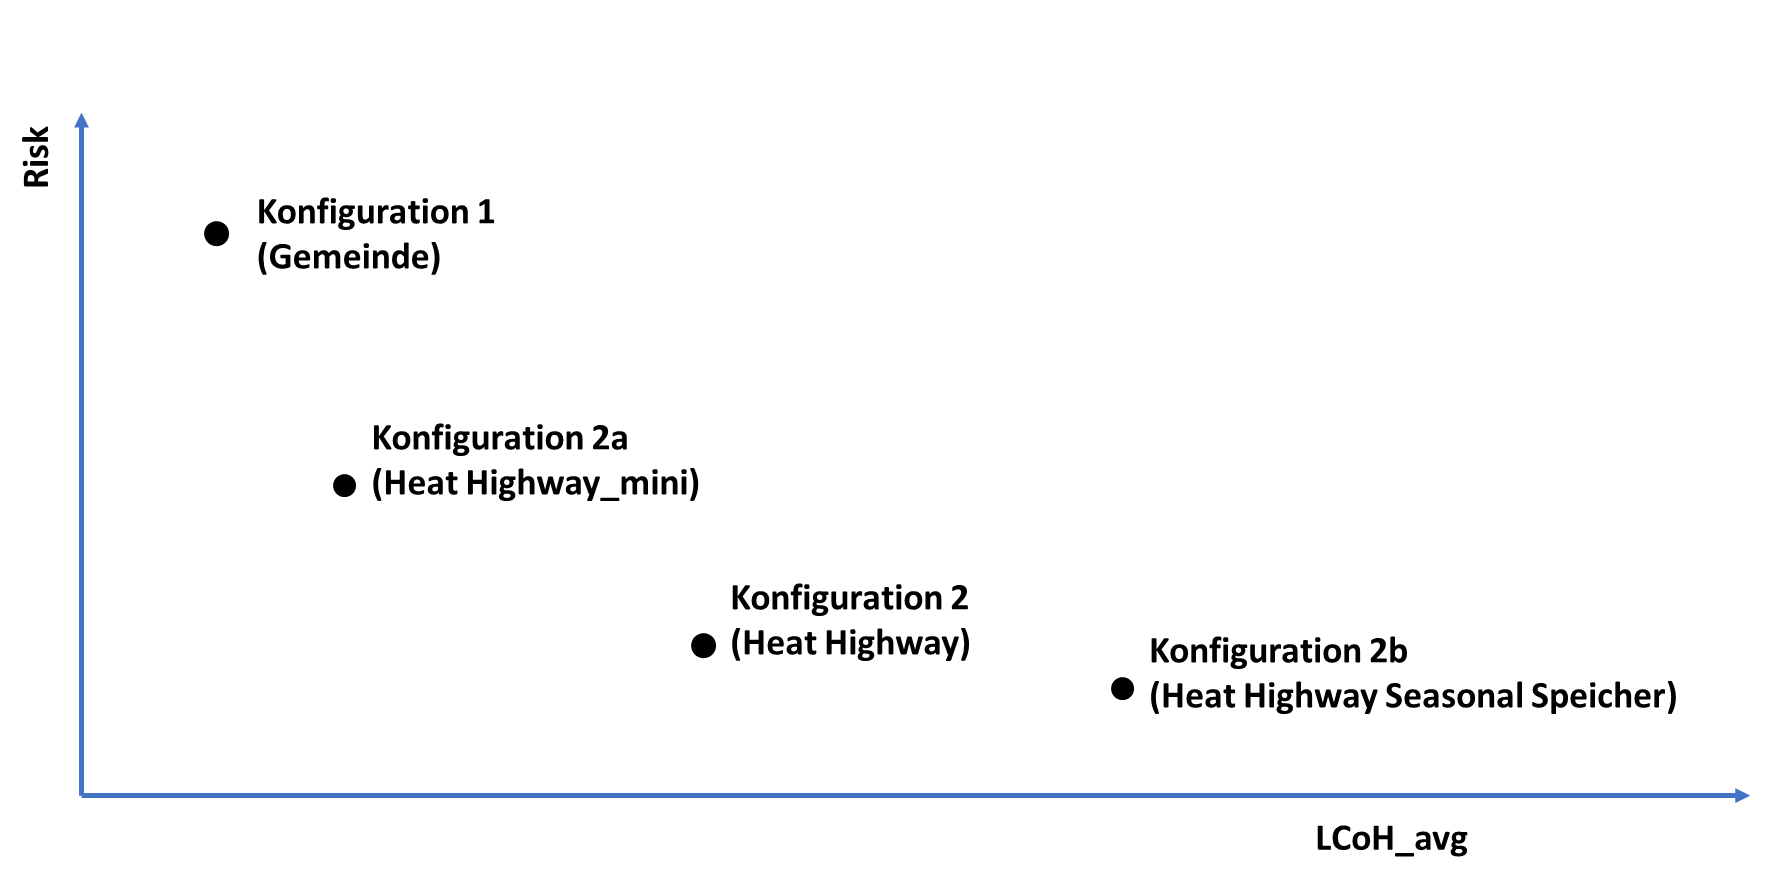 Risk
Konfiguration 1
(Gemeinde)
Konfiguration 2a
(Heat Highway_mini)
Konfiguration 2
(Heat Highway)
Konfiguration 2b
(Heat Highway Seasonal Speicher)
LCoH_avg